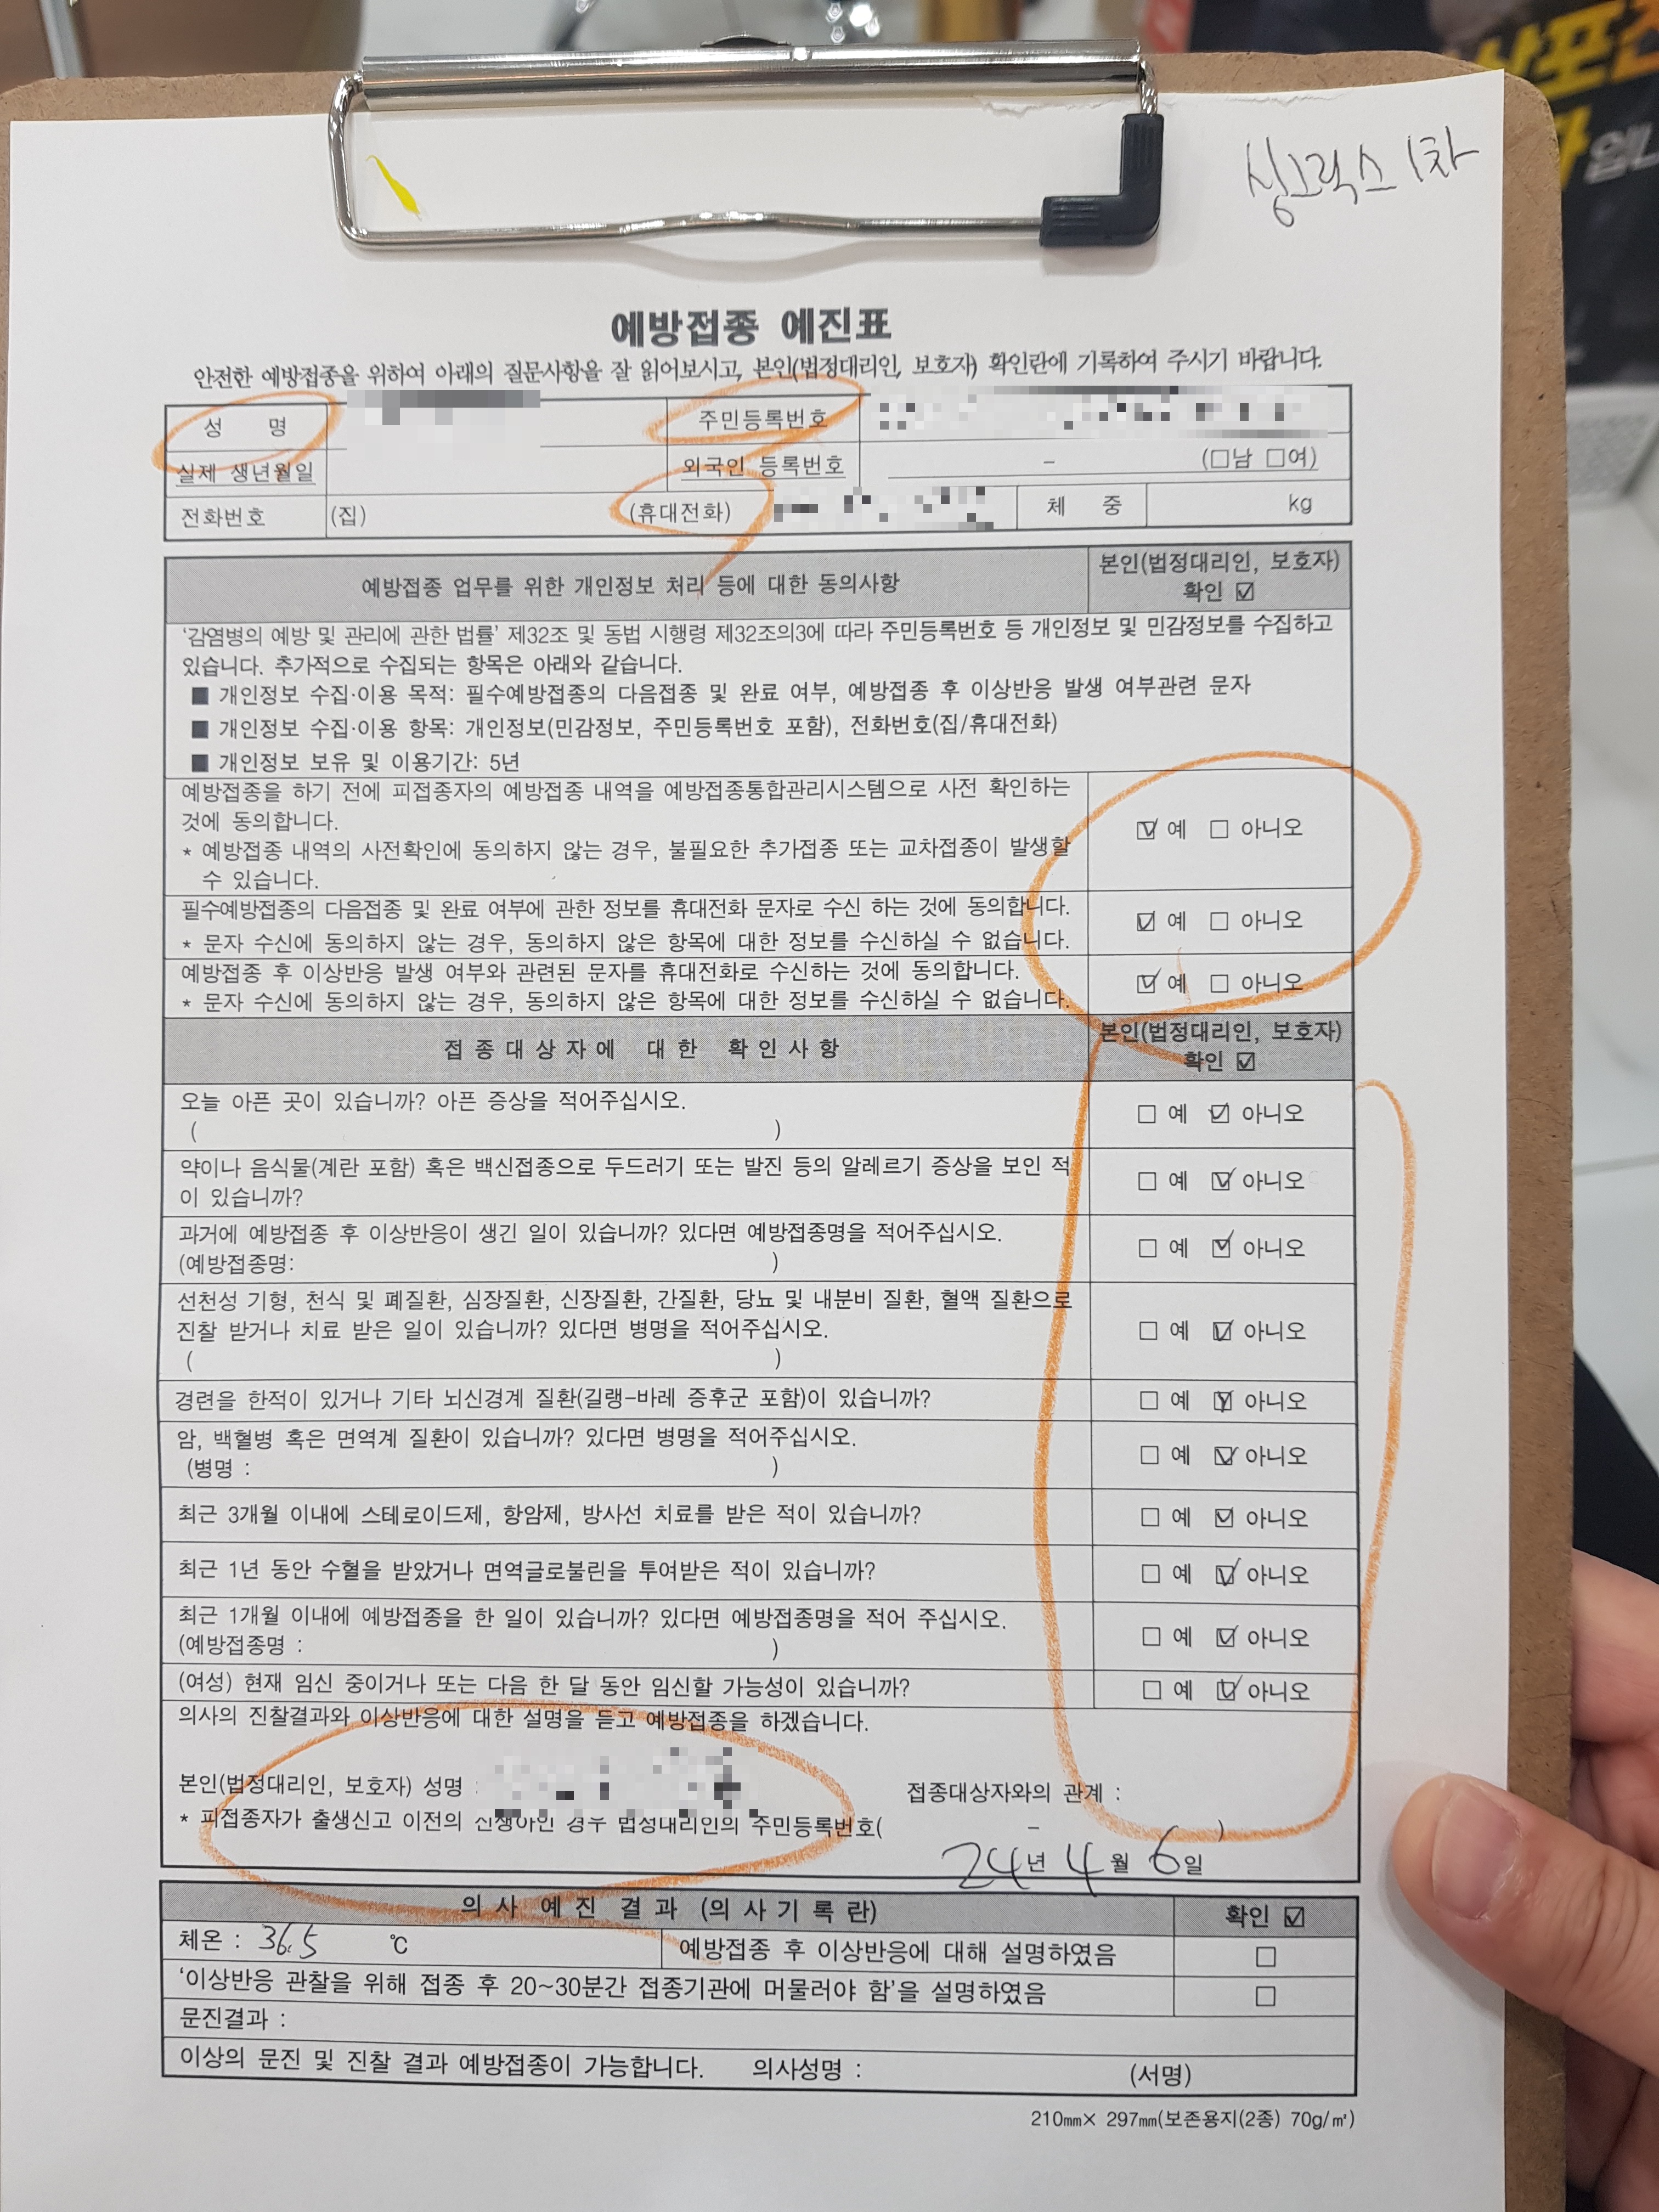 싱그릭스 1차
상포진
자 입니
예방접종 예진표
안전한 예방접종을 위하여 아래의 질문사항을 잘 읽어보시고, 본인(법정대리인, 보호자) 확인란에 기록하여 주시기 바랍니다.
성 명
주민등록번호
실제 생년월일
외국인 등록번호 – (□남 □여)
전화번호 (집) (휴대전화) 체 중 kg
예방접종 업무를 위한 개인정보 처리 등에 대한 동의사항
본인(법정대리인, 보호자)
확인 ☑
‘감염병의 예방 및 관리에 관한 법률’ 제32조 및 동법 시행령 제32조의3에 따라 주민등록번호 등 개인정보 및 민감정보를 수집하고
있습니다. 추가적으로 수집되는 항목은 아래와 같습니다.
■ 개인정보 수집·이용 목적: 필수예방접종의 다음접종 및 완료 여부, 예방접종 후 이상반응 발생 여부관련 문자
■ 개인정보 수집·이용 항목: 개인정보(민감정보, 주민등록번호 포함), 전화번호(집/휴대전화)
■ 개인정보 보유 및 이용기간: 5년
예방접종을 하기 전에 피접종자의 예방접종 내역을 예방접종통합관리시스템으로 사전 확인하는
것에 동의합니다.
* 예방접종 내역의 사전확인에 동의하지 않는 경우, 불필요한 추가접종 또는 교차접종이 발생할
수 있습니다.
☑ 예 □ 아니오
필수예방접종의 다음접종 및 완료 여부에 관한 정보를 휴대전화 문자로 수신 하는 것에 동의합니다.
* 문자 수신에 동의하지 않는 경우, 동의하지 않은 항목에 대한 정보를 수신하실 수 없습니다.
☑ 예 □ 아니오
예방접종 후 이상반응 발생 여부와 관련된 문자를 휴대전화로 수신하는 것에 동의합니다.
* 문자 수신에 동의하지 않는 경우, 동의하지 않은 항목에 대한 정보를 수신하실 수 없습니다.
☑ 예 □ 아니오
접종대상자에 대한 확인사항
본인(법정대리인, 보호자)
확인 ☑
오늘 아픈 곳이 있습니까? 아픈 증상을 적어주십시오.
( )
□ 예 ☑ 아니오
약이나 음식물(계란 포함) 혹은 백신접종으로 두드러기 또는 발진 등의 알레르기 증상을 보인 적
이 있습니까?
□ 예 ☑ 아니오
과거에 예방접종 후 이상반응이 생긴 일이 있습니까? 있다면 예방접종명을 적어주십시오.
(예방접종명: )
□ 예 ☑ 아니오
선천성 기형, 천식 및 폐질환, 심장질환, 신장질환, 간질환, 당뇨 및 내분비 질환, 혈액 질환으로
진찰 받거나 치료 받은 일이 있습니까? 있다면 병명을 적어주십시오.
( )
□ 예 ☑ 아니오
경련을 한적이 있거나 기타 뇌신경계 질환(길랭–바레 증후군 포함)이 있습니까?
□ 예 ☑ 아니오
암, 백혈병 혹은 면역계 질환이 있습니까? 있다면 병명을 적어주십시오.
(병명 : )
□ 예 ☑ 아니오
최근 3개월 이내에 스테로이드제, 항암제, 방사선 치료를 받은 적이 있습니까?
□ 예 ☑ 아니오
최근 1년 동안 수혈을 받았거나 면역글로불린을 투여받은 적이 있습니까?
□ 예 ☑ 아니오
최근 1개월 이내에 예방접종을 한 일이 있습니까? 있다면 예방접종명을 적어 주십시오.
(예방접종명 : )
□ 예 ☑ 아니오
(여성) 현재 임신 중이거나 또는 다음 한 달 동안 임신할 가능성이 있습니까?
□ 예 ☑ 아니오
의사의 진찰결과와 이상반응에 대한 설명을 듣고 예방접종을 하겠습니다.
본인(법정대리인, 보호자) 성명 : 접종대상자와의 관계 :
* 피접종자가 출생신고 이전의 신생아인 경우 법정대리인의 주민등록번호( – )
24년 4월 6일
의사 예진 결과 (의사기록란)
확인 ☑
체온 : 36.5 ℃
예방접종 후 이상반응에 대해 설명하였음 □
‘이상반응 관찰을 위해 접종 후 20~30분간 접종기관에 머물러야 함’을 설명하였음 □
문진결과 :
이상의 문진 및 진찰 결과 예방접종이 가능합니다. 의사성명 : (서명)
210㎜× 297㎜(보존용지(2종) 70g/㎡)